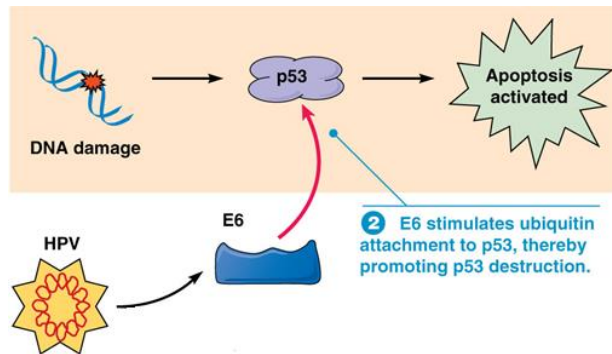 p53
Apoptosis
activated
DNA damage
E6
HPV
2 E6 stimulates ubiquitin
attachment to p53, thereby
promoting p53 destruction.